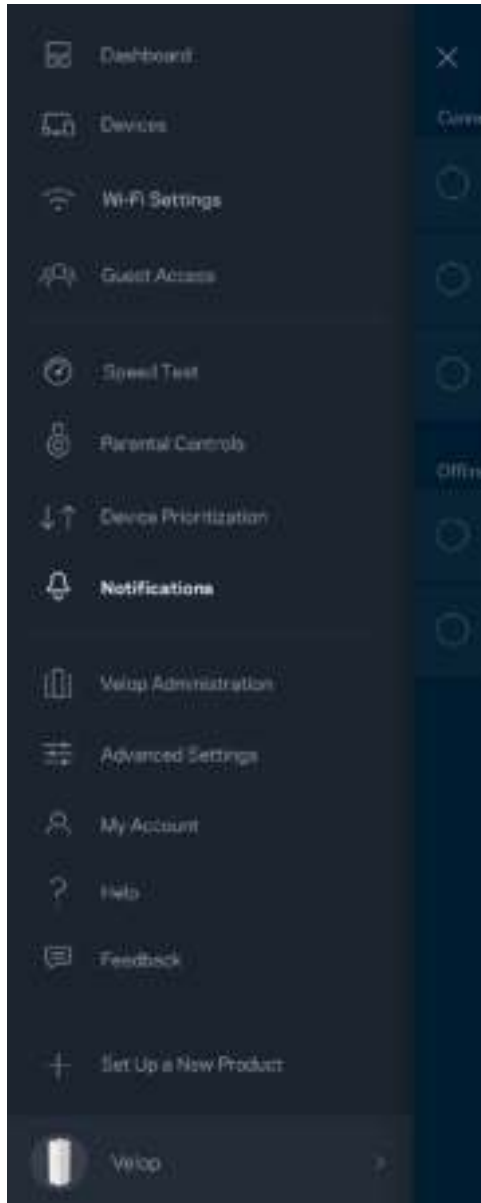 Dashboard
Devices
Wi-Fi Settings
Guest Access
Speed Test
Parental Controls
Device Prioritization
Notifications
Velop Administration
Advanced Settings
My Account
Help
Feedback
Set Up a New Product
Velop